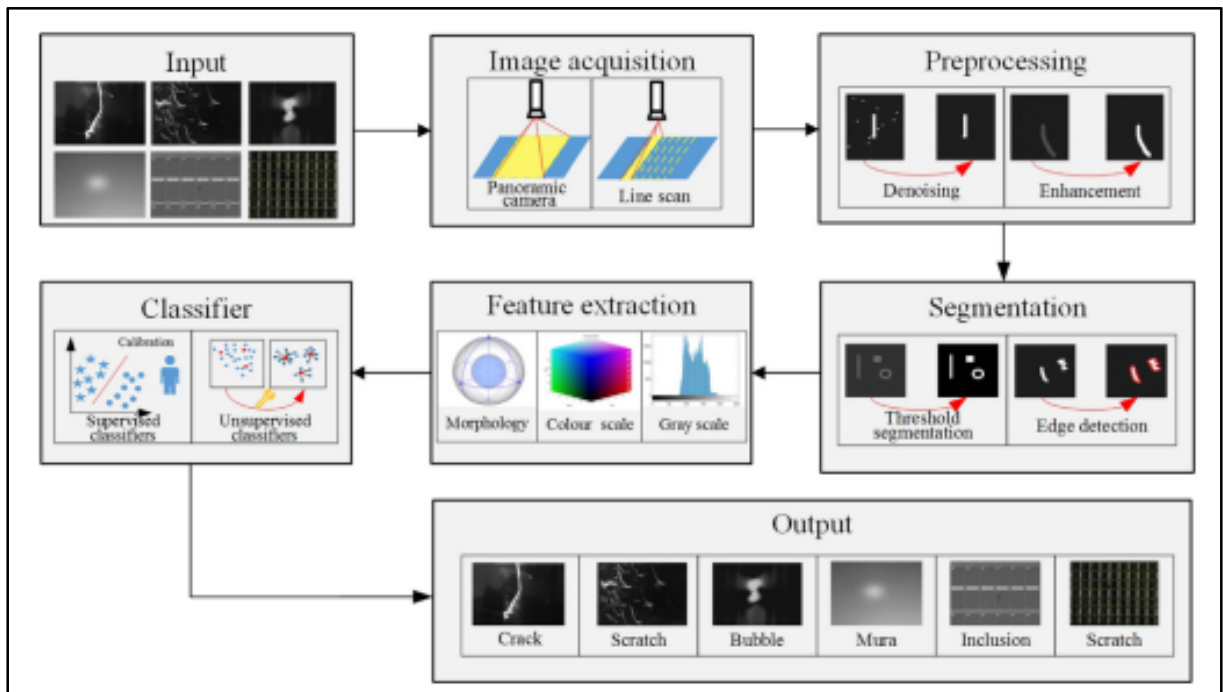 Input
Image acquisition
Panoramic
camera
Line scan
Preprocessing
Denoising
Enhancement
Classifier
Calibration
Supervised
classifiers
Unsupervised
classifiers
Feature extraction
Morphology
Colour scale
Gray scale
Segmentation
Threshold
segmentation
Edge detection
Output
Crack
Scratch
Bubble
Mura
Inclusion
Scratch